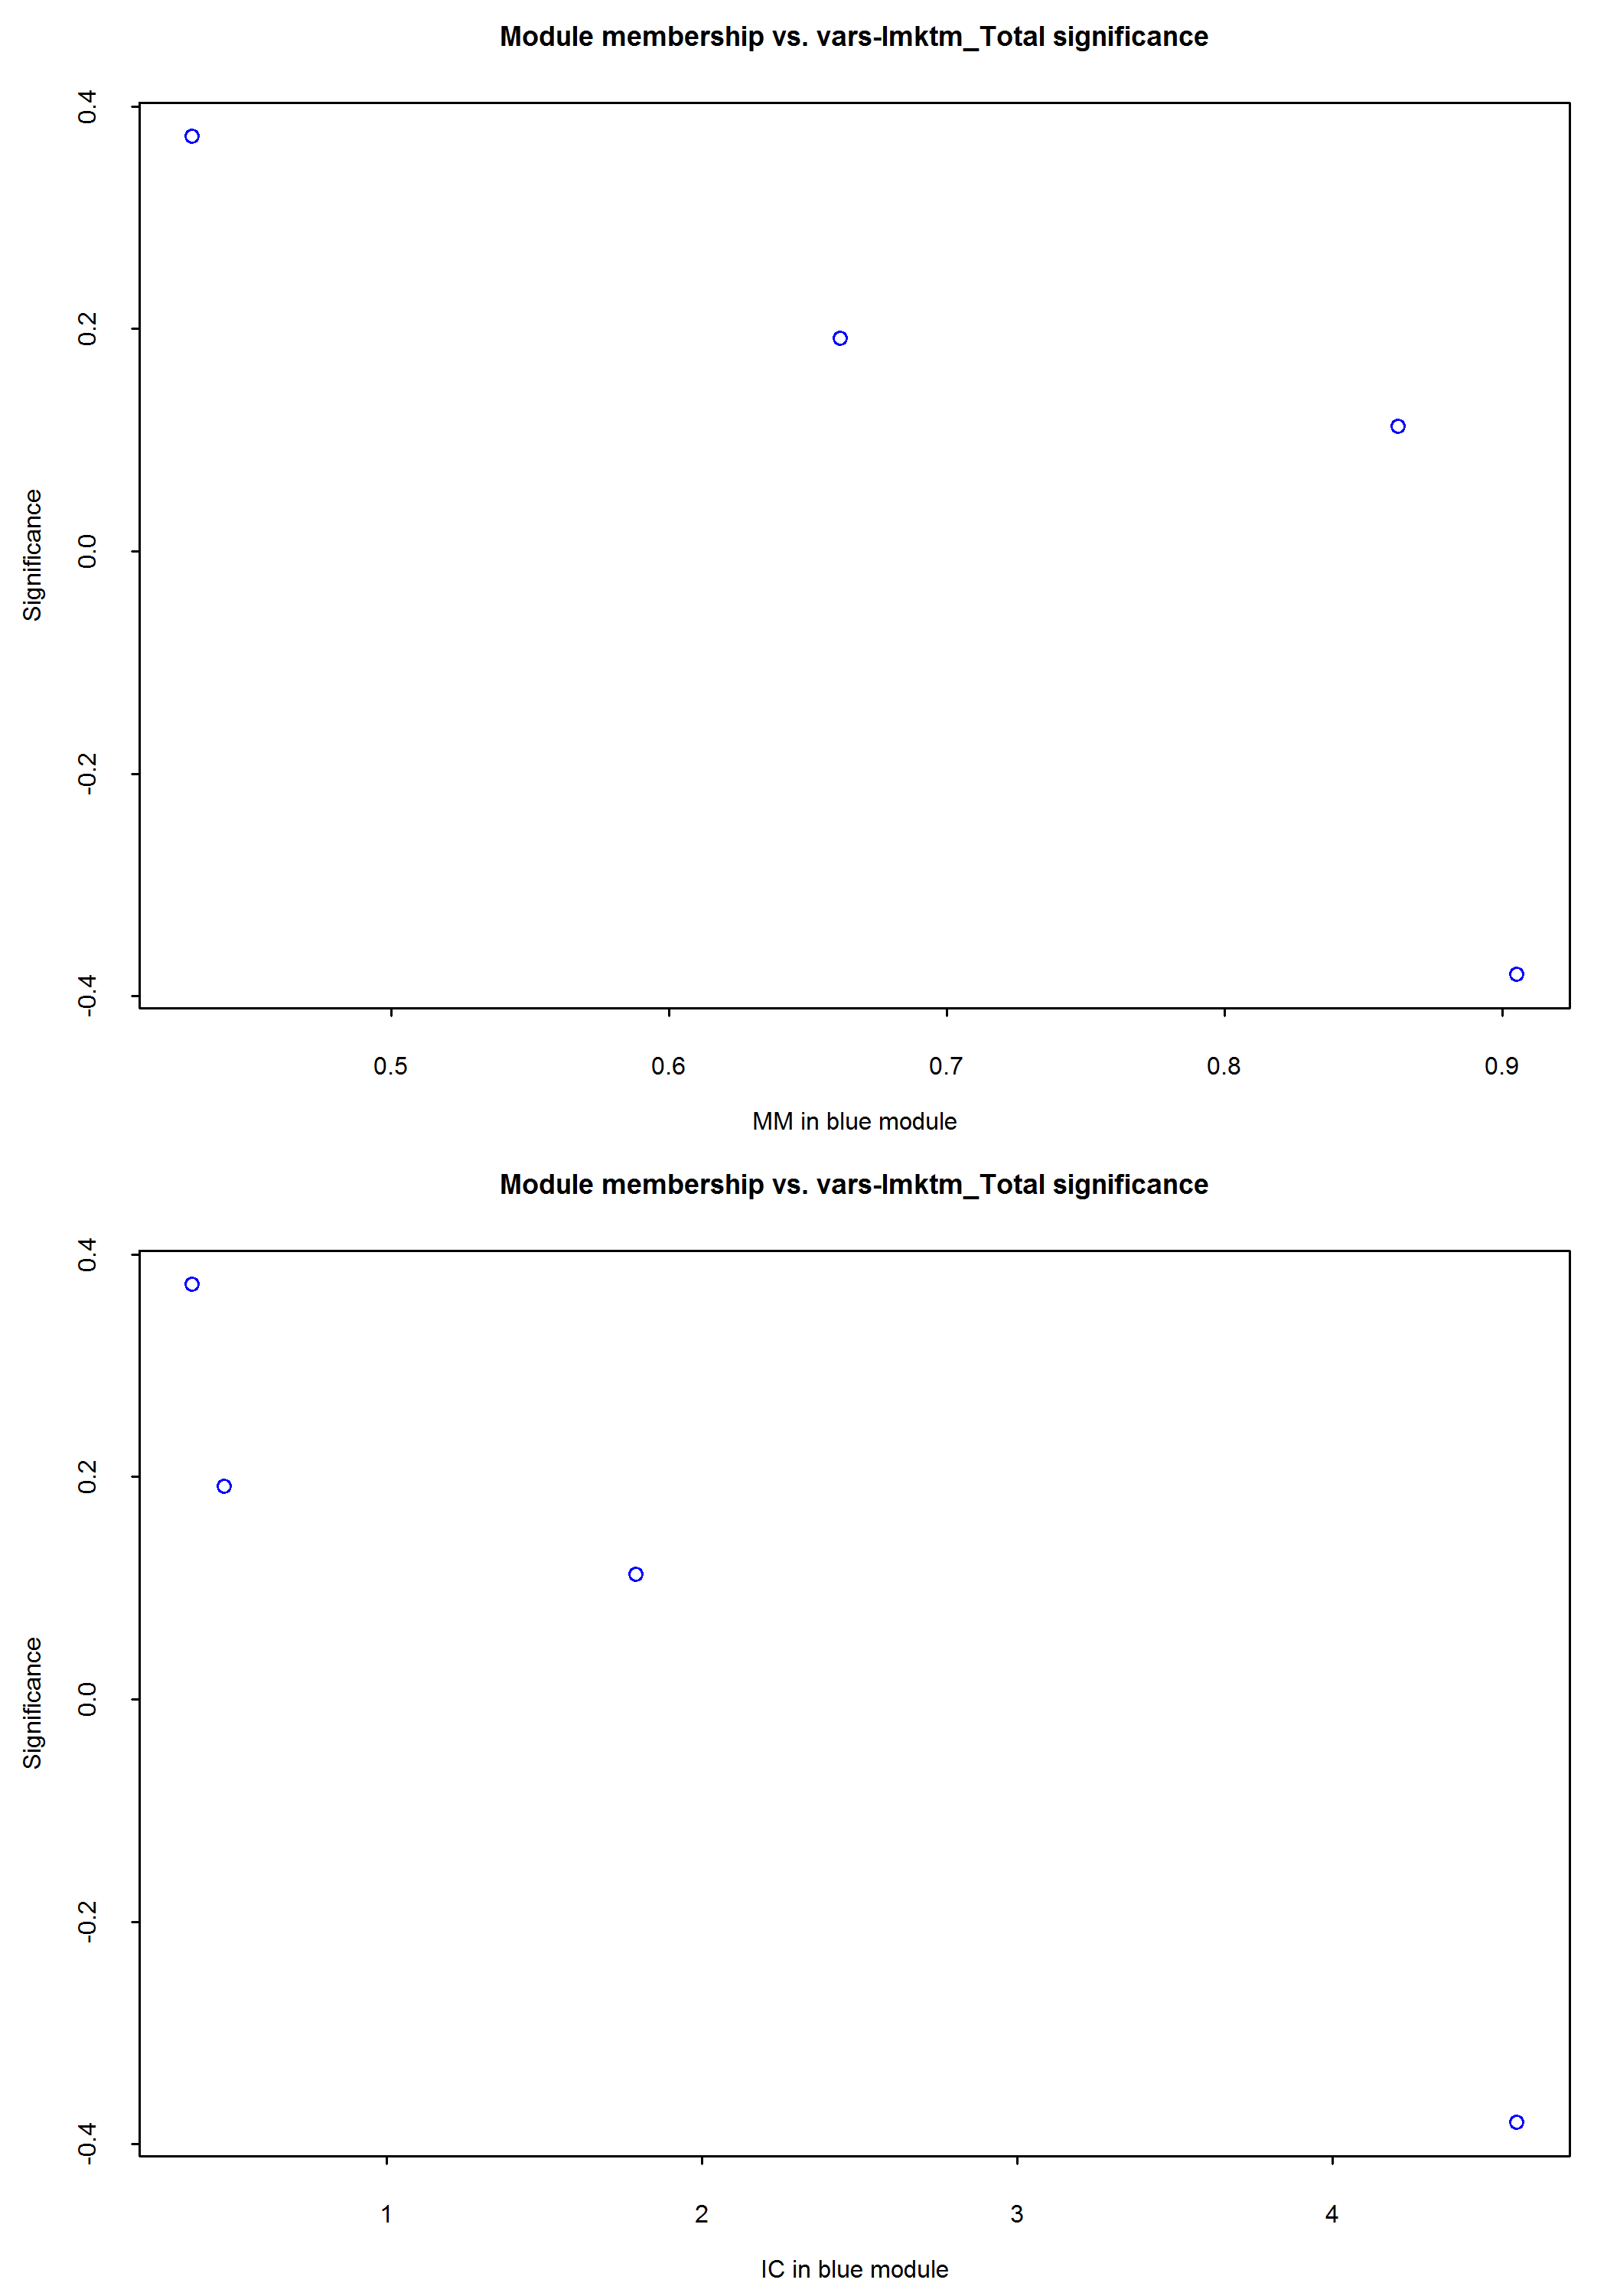 Module membership vs. vars-Imktm_Total significance
0.4
0.2
0.0
-0.2
-0.4
Significance
0.5 0.6 0.7 0.8 0.9
MM in blue module
Module membership vs. vars-Imktm_Total significance
0.4
0.2
0.0
-0.2
-0.4
Significance
1 2 3 4
IC in blue module